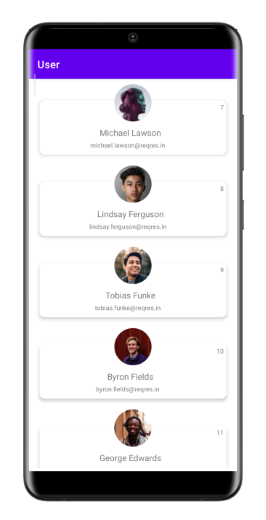 User
7
Michael Lawson
michael.lawson@reqres.in
8
Lindsay Ferguson
lindsay.ferguson@reqres.in
9
Tobias Funke
tobias.funke@reqres.in
10
Byron Fields
byron.fields@reqres.in
11
George Edwards